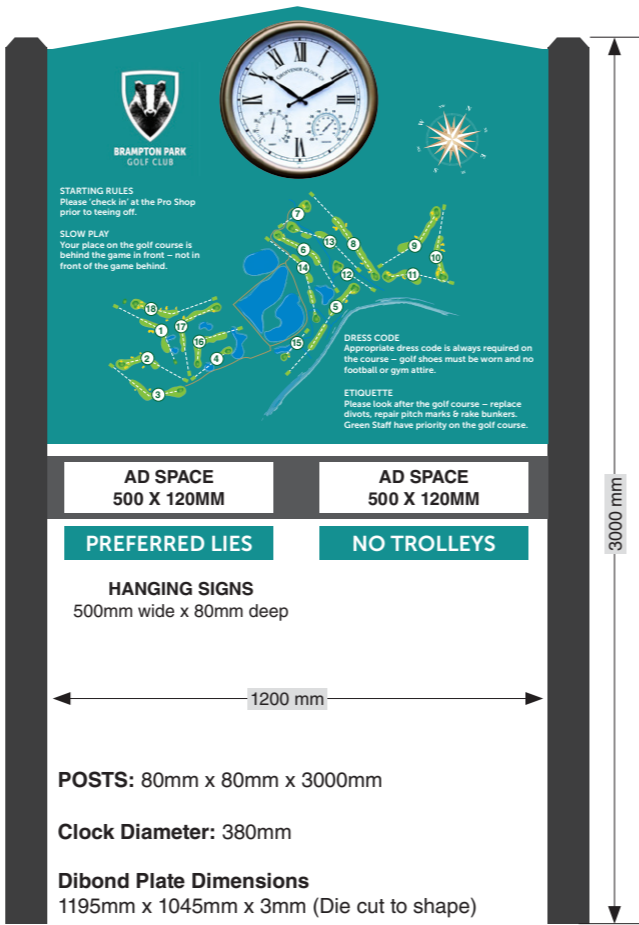 GROSVENOR CLOCK CO
BRAMPTON PARK
GOLF CLUB
N
E
S
W
STARTING RULES
Please 'check in' at the Pro Shop
prior to teeing off.
SLOW PLAY
Your place on the golf course is
behind the game in front – not in
front of the game behind.
7
6
13
8
14
12
5
9
10
11
18
1
17
16
2
4
3
15
DRESS CODE
Appropriate dress code is always required on
the course – golf shoes must be worn and no
football or gym attire.
ETIQUETTE
Please look after the golf course – replace
divots, repair pitch marks & rake bunkers.
Green Staff have priority on the golf course.
AD SPACE
500 X 120MM
AD SPACE
500 X 120MM
PREFERRED LIES
NO TROLLEYS
HANGING SIGNS
500mm wide x 80mm deep
3000 mm
1200 mm
POSTS: 80mm x 80mm x 3000mm
Clock Diameter: 380mm
Dibond Plate Dimensions
1195mm x 1045mm x 3mm (Die cut to shape)